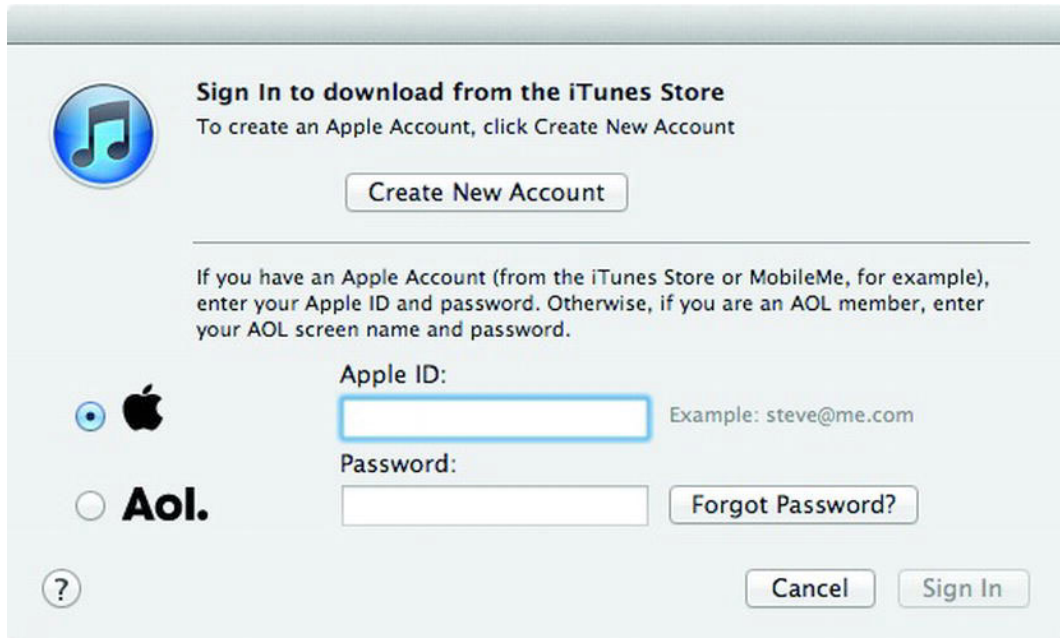 Sign In to download from the iTunes Store
To create an Apple Account, click Create New Account
Create New Account
If you have an Apple Account (from the iTunes Store or MobileMe, for example),
enter your Apple ID and password. Otherwise, if you are an AOL member, enter
your AOL screen name and password.
Apple ID:
Example: steve@me.com
Password:
Aol.
Forgot Password?
?
Cancel
Sign In